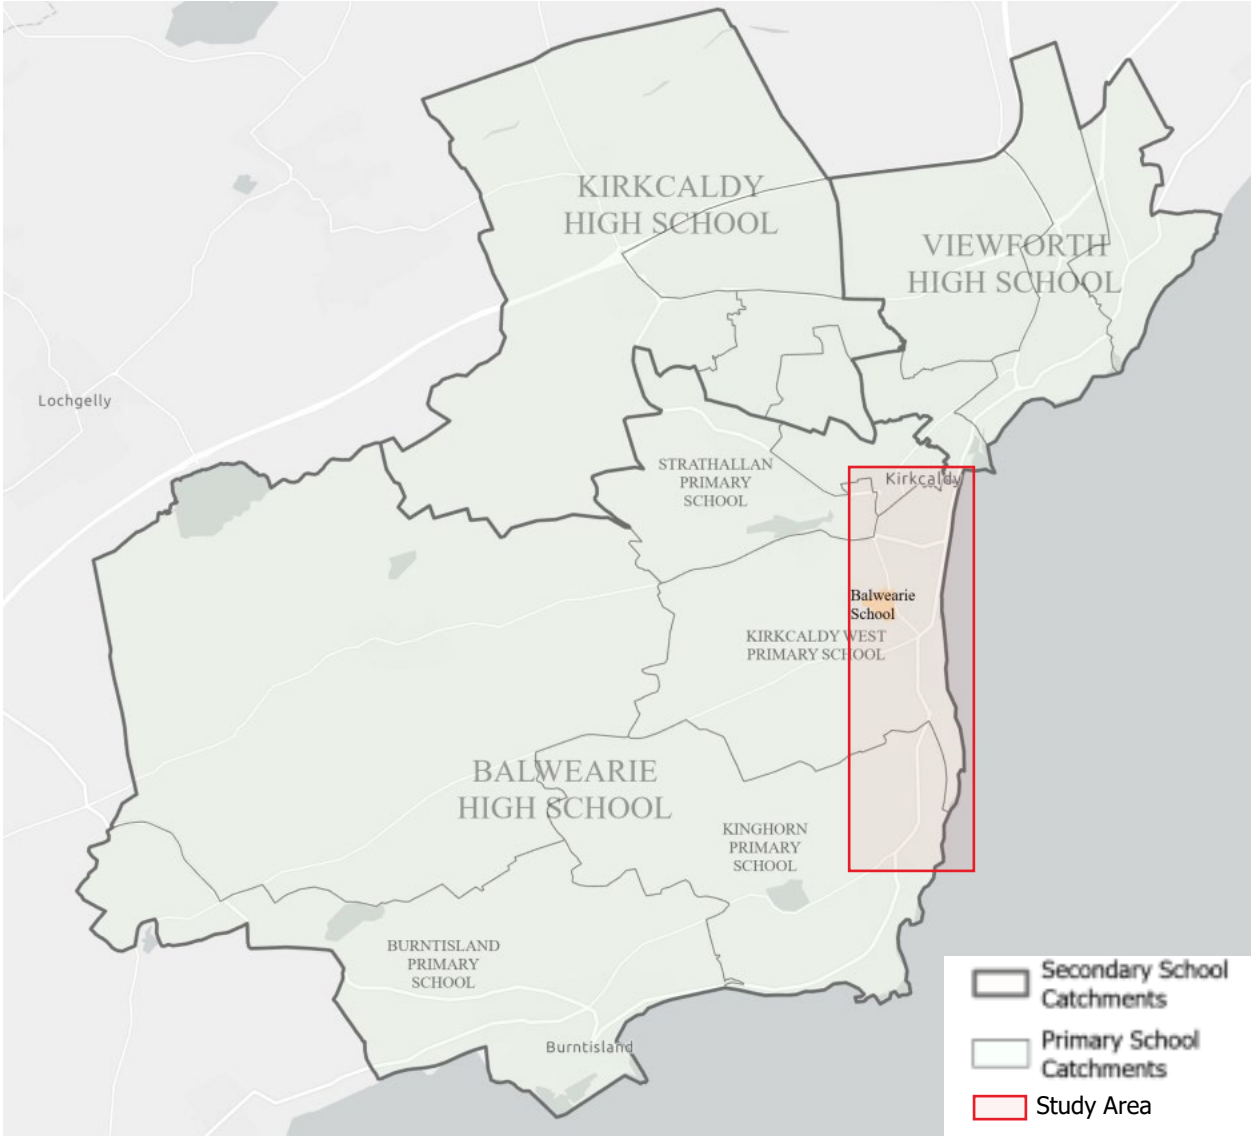 KIRKCALDY
HIGH SCHOOL
VIEWFORTH
HIGH SCHOOL
Lochgelly
STRATHALLAN
PRIMARY
SCHOOL
Kirkcaldy
Balwearie
School
KIRKCALDY WEST
PRIMARY SCHOOL
BALWEARIE
HIGH SCHOOL
KINGHORN
PRIMARY
SCHOOL
BURNTISLAND
PRIMARY
SCHOOL
Burntisland
Secondary School
Catchments
Primary School
Catchments
Study Area